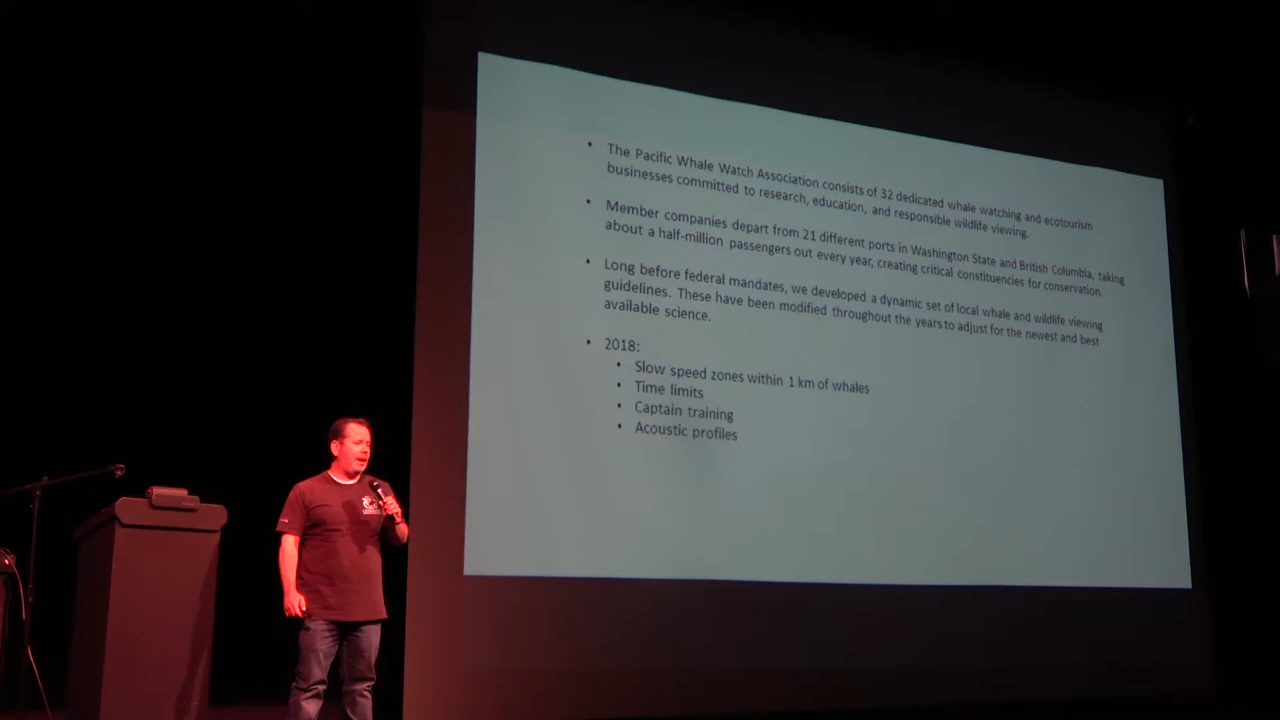 • The Pacific Whale Watch Association consists of 32 dedicated whale watching and ecotourism
businesses committed to research, education, and responsible wildlife viewing.
• Member companies depart from 21 different ports in Washington State and British Columbia, taking
about a half-million passengers out every year, creating critical constituencies for conservation.
• Long before federal mandates, we developed a dynamic set of local whale and wildlife viewing
guidelines. These have been modified throughout the years to adjust for the newest and best
available science.
• 2018:
• Slow speed zones within 1 km of whales
• Time limits
• Captain training
• Acoustic profiles